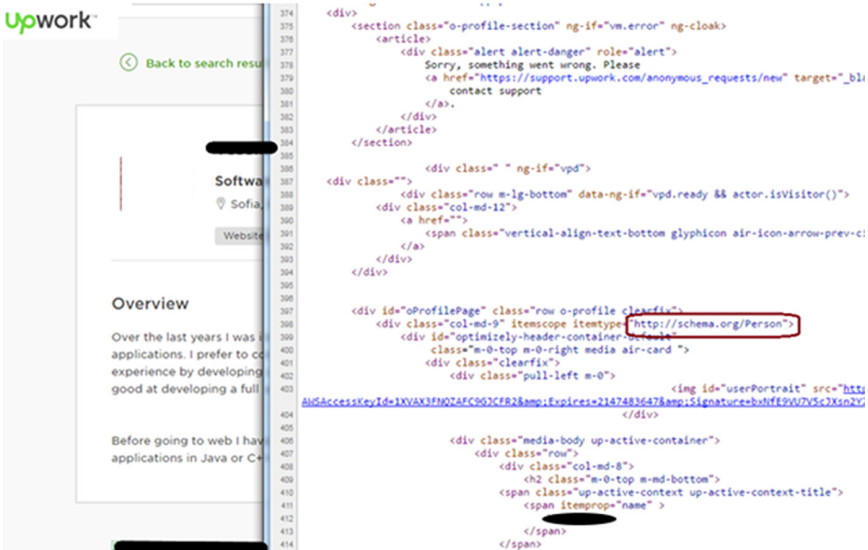 Upwork
Back to search resu
Softwa
Sofia,
Website
Overview
Over the last years I was i
applications. I prefer to co
experience by developing
good at developing a full
Before going to web I hav
applications in Java or C+
374 <div>
375 <section class="o-profile-section" ng-if="vm.error" ng-cloak>
376 <article>
377 <div class="alert alert-danger" role="alert">
378 Sorry, something went wrong. Please
379 <a href="https://support.upwork.com/anonymous_requests/new" target="_bla
380 contact support
381 </a>.
382 </div>
383 </article>
384 </section>
385
386 <div class=" " ng-if="vpd">
387 <div class="">
388 <div class="row m-lg-bottom" data-ng-if="vpd.ready && actor.isVisitor()">
389 <div class="col-md-12">
390 <a href="">
391 <span class="vertical-align-text-bottom glyphicon air-icon-arrow-prev-ci
392 </a>
393 </div>
394 </div>
395
396
397 <div id="oProfilePage" class="row o-profile clearfix">
398 <div class="col-md-9" itemscope itemtype="http://schema.org/Person">
399 <div id="optimizely-header-container-default"
400 class="m-0-top m-0-right media air-card ">
401 <div class="clearfix">
402 <div class="pull-left m-0">
403 <img id="userPortrait" src="http
404 </div>
405
406 <div class="media-body up-active-container">
407 <div class="row">
408 <div class="col-md-8">
409 <h2 class="m-0-top m-md-bottom">
410 <span class="up-active-context up-active-context-title">
411 <span itemprop="name" >
412
413 </span>
414 </span>